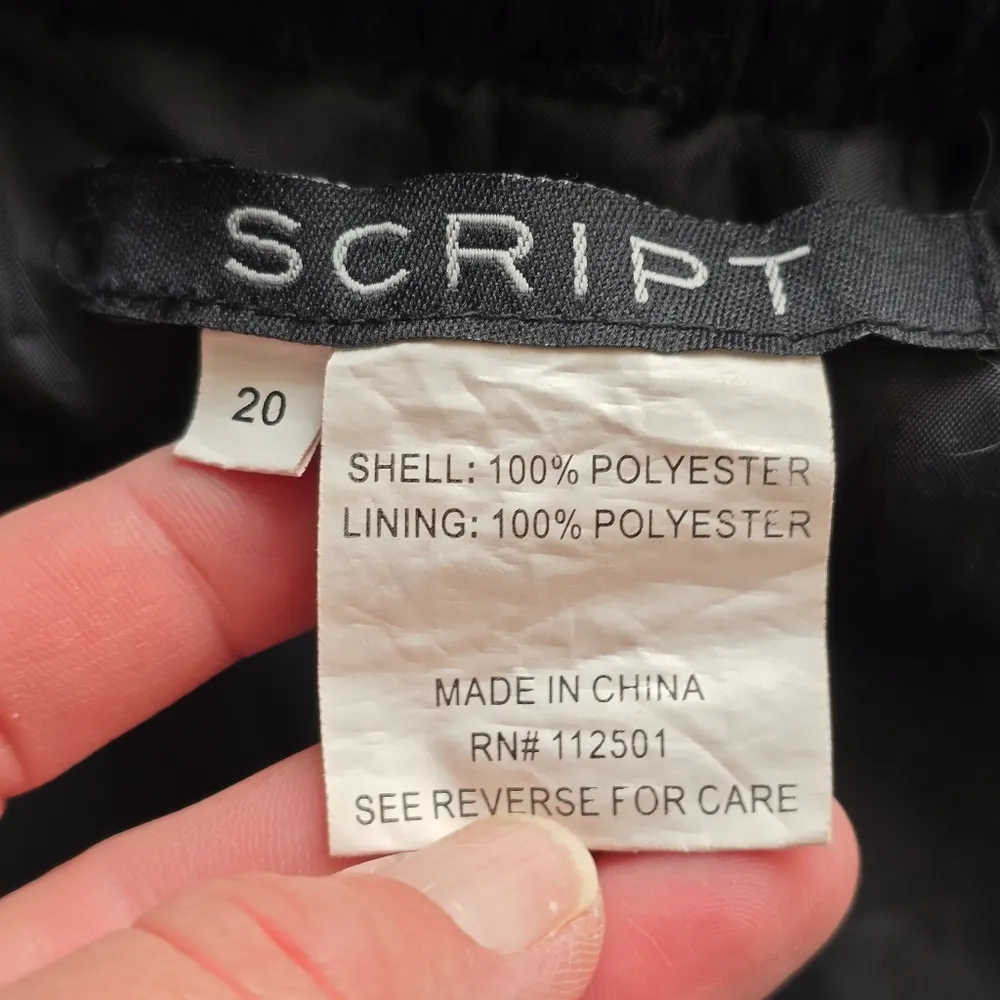 SCRIPT
20
SHELL: 100% POLYESTER
LINING: 100% POLYESTER
MADE IN CHINA
RN# 112501
SEE REVERSE FOR CARE